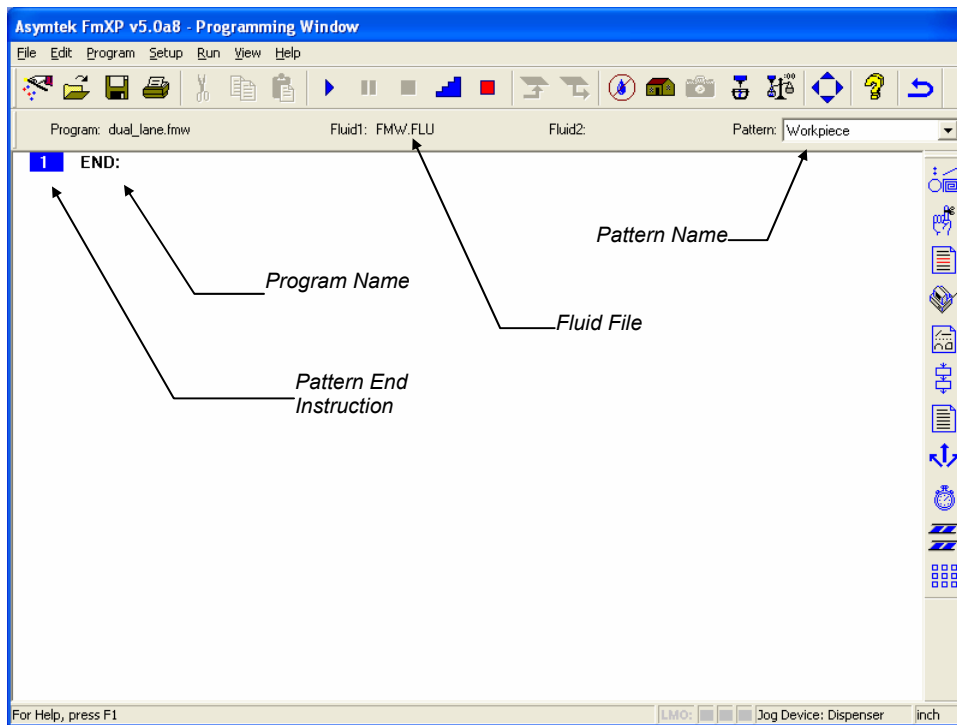 Asymtek FmXP v5.0a8 - Programming Window
File Edit Program Setup Run View Help
100
Program: dual_lane.fmw Fluid1: FMW.FLU Fluid2: Pattern: Workpiece
1 END:
Pattern Name
Program Name
Fluid File
Pattern End
Instruction
For Help, press F1 LMO: Jog Device: Dispenser inch